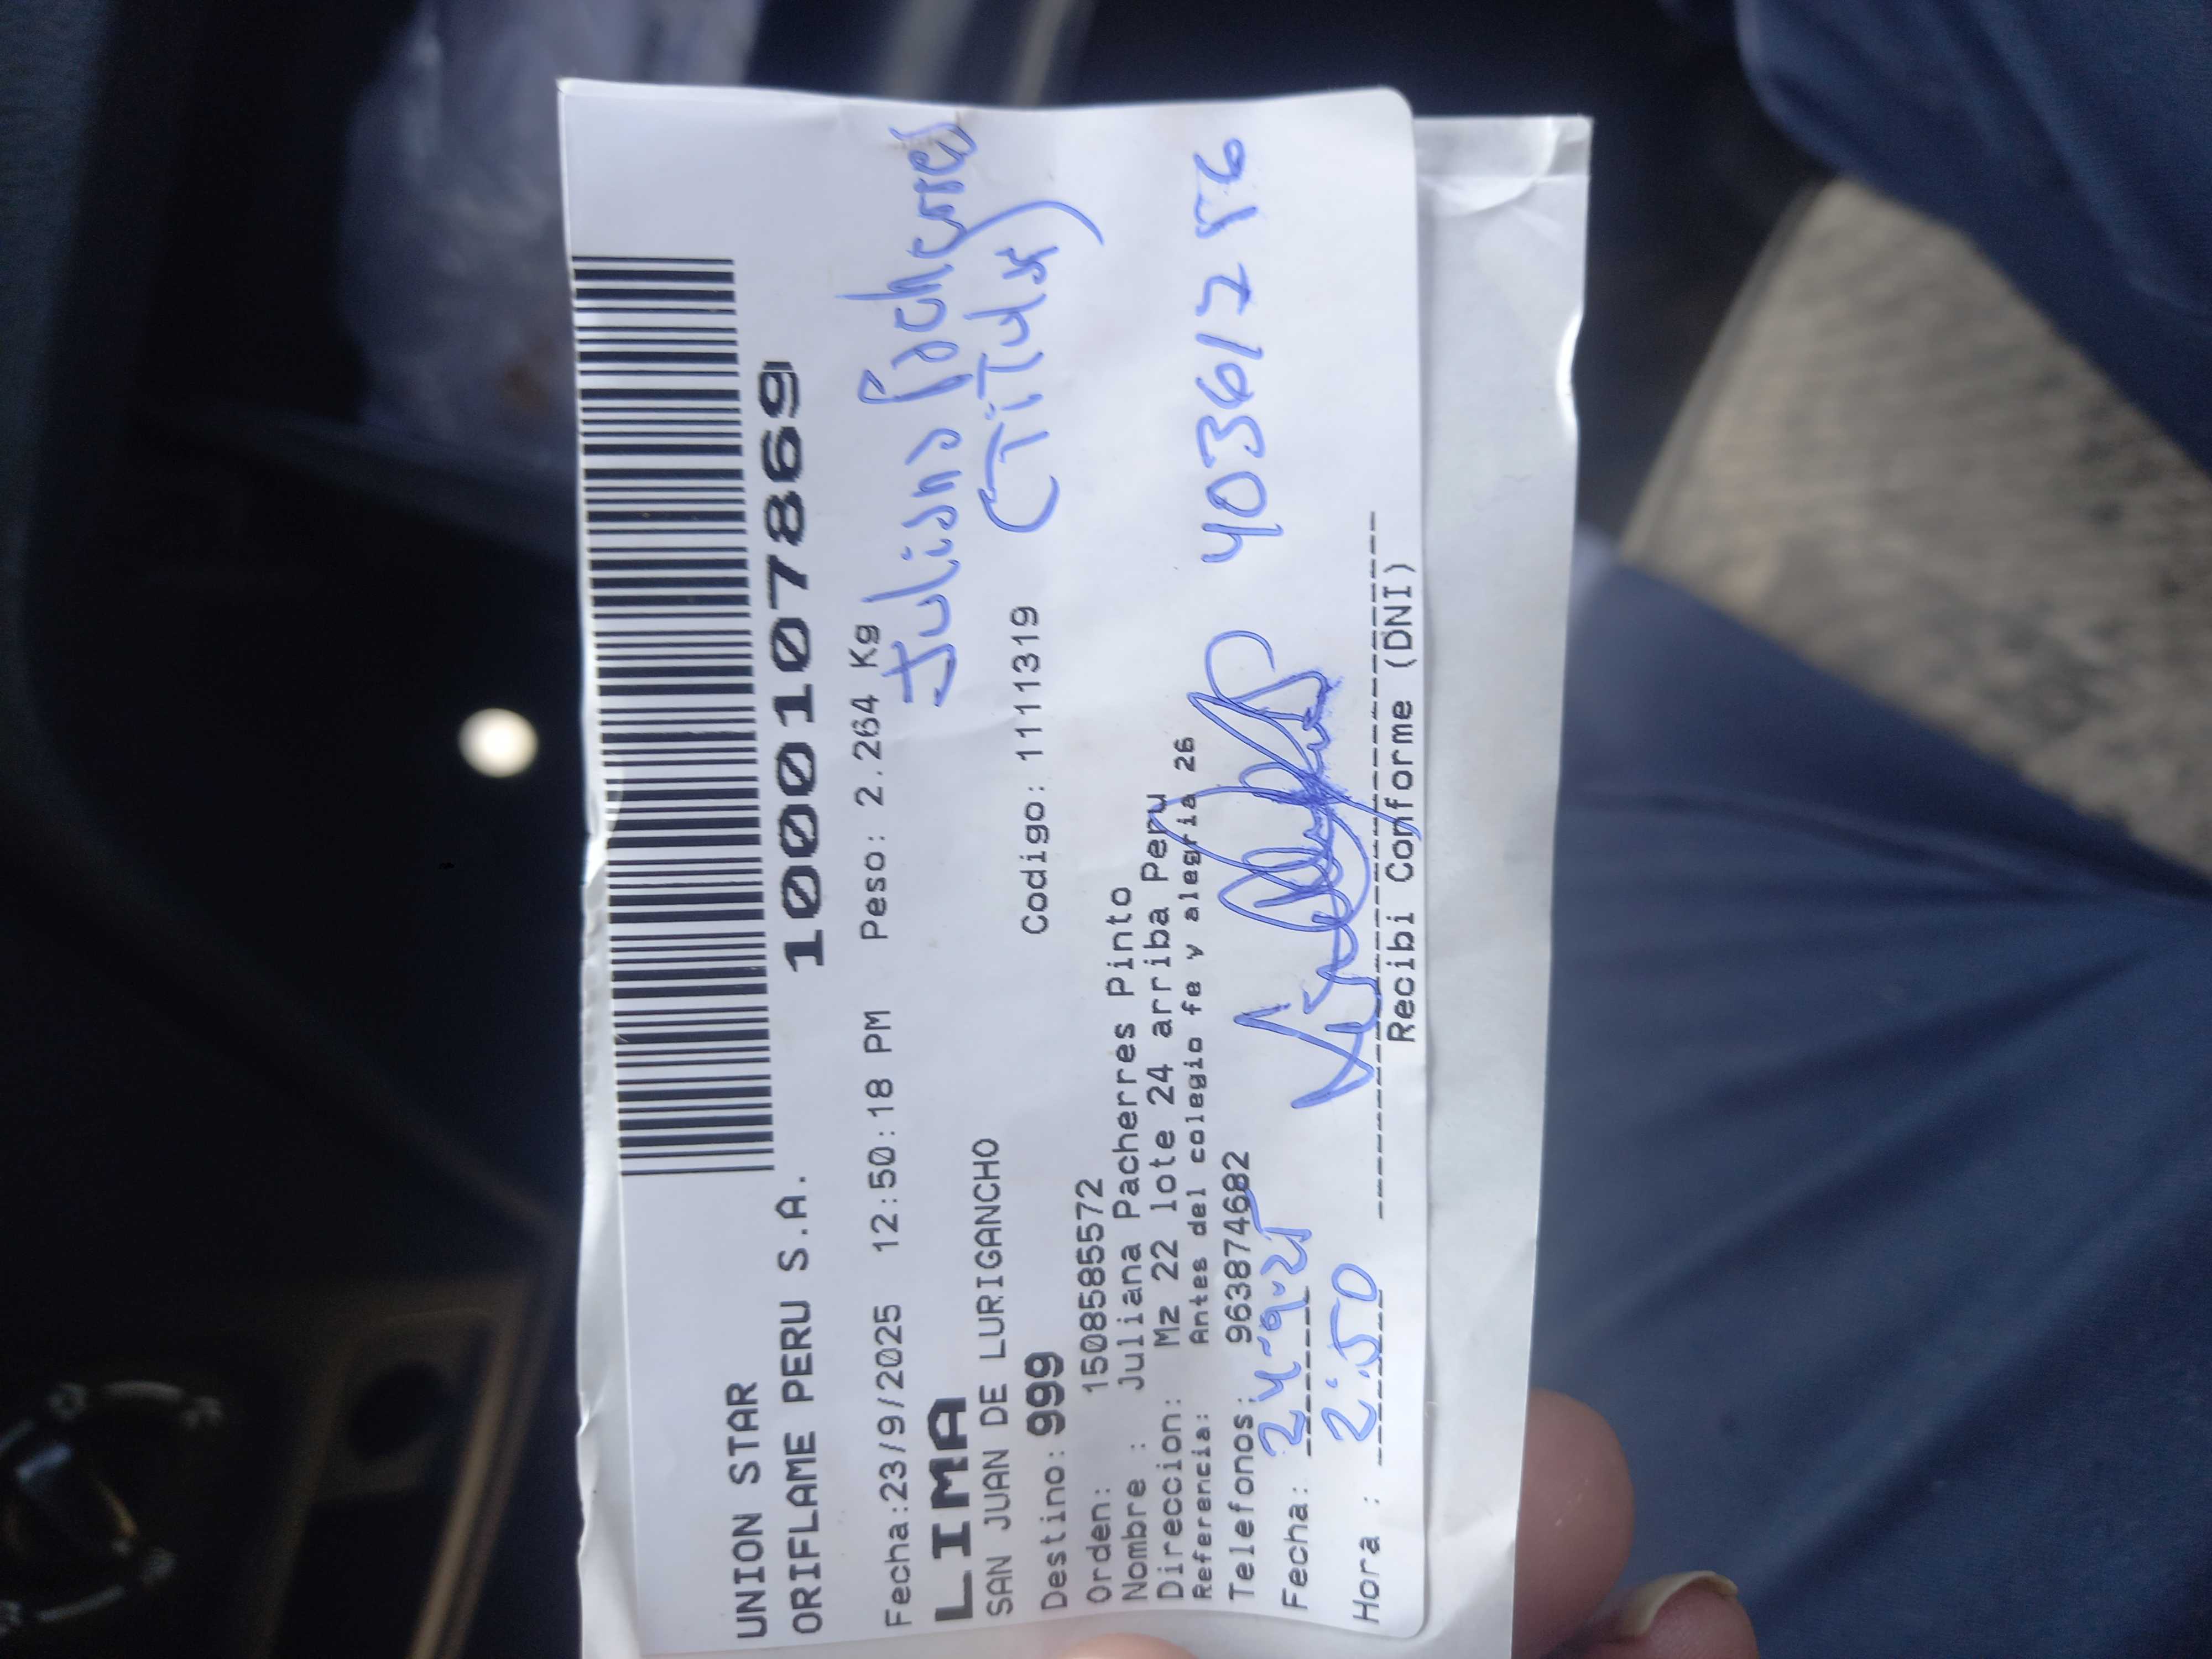 UNION STAR
ORIFLAME PERU S.A. 10001107869
Fecha:23/9/2025 12:50:18 PM Peso: 2.264 Kg
LIMA
Juliana Pacherres
SAN JUAN DE LURIGANCHO
(Titular)
Destino: 999 Codigo: 1111319
Orden: 150858572
Nombre : Juliana Pacherres Pinto
Direccion: Mz 22 lote 24 arriba Peru
Referencia: Antes del colegio fe v alegria 26
Telefonos: 963874682
40361256
Fecha: 24-9-25
Hora : 2:50
Recibi Conforme (DNI)